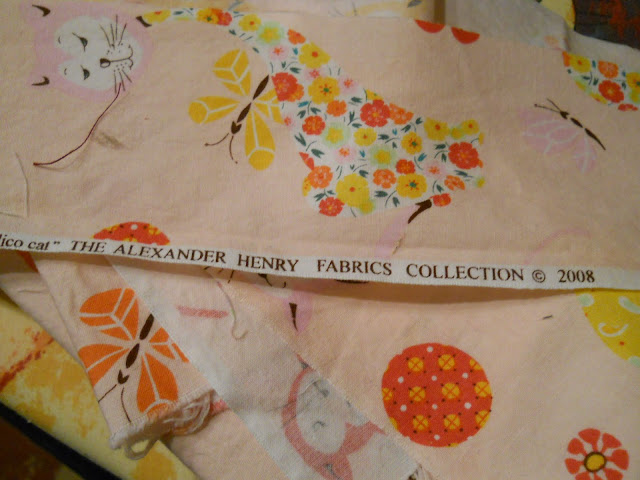 ico cat" THE ALEXANDER HENRY FABRICS COLLECTION © 2008